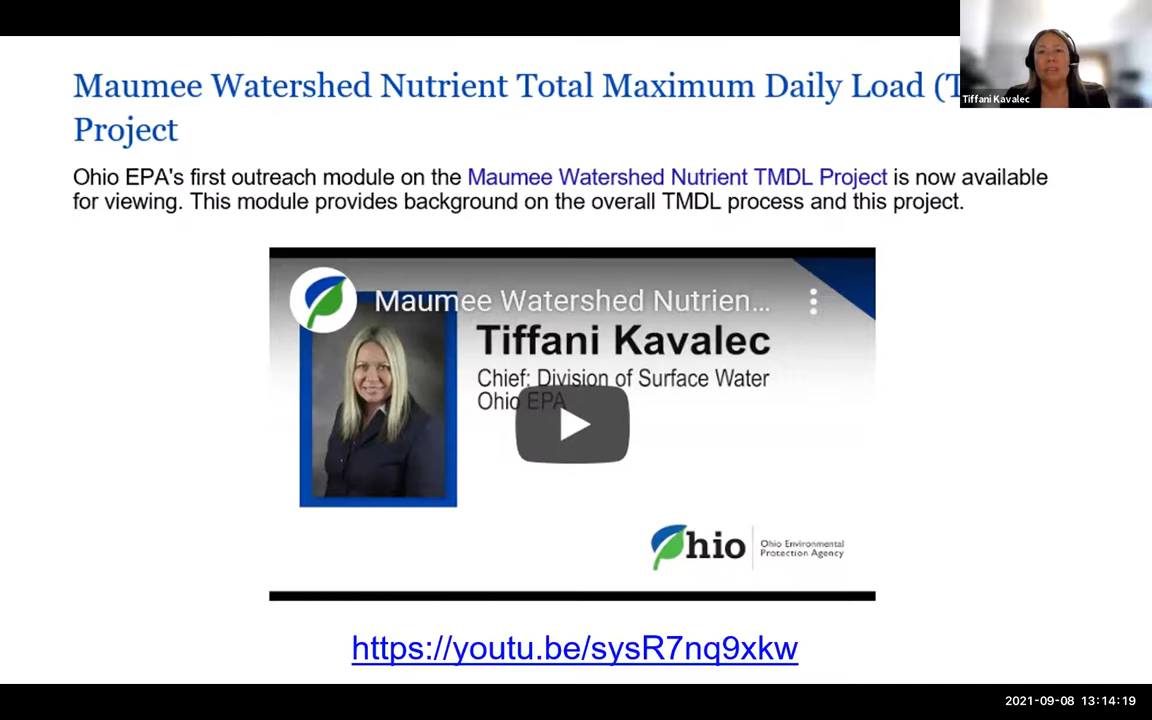 Maumee Watershed Nutrient Total Maximum Daily Load (T
Project
Tiffani Kavalec
Ohio EPA's first outreach module on the Maumee Watershed Nutrient TMDL Project is now available
for viewing. This module provides background on the overall TMDL process and this project.
Maumee Watershed Nutrien...
Tiffani Kavalec
Chief: Division of Surface Water
Ohio EPA
Ohio
Ohio Environmental
Protection Agency
https://youtu.be/sysR7nq9xkw
2021-09-08 13:14:19